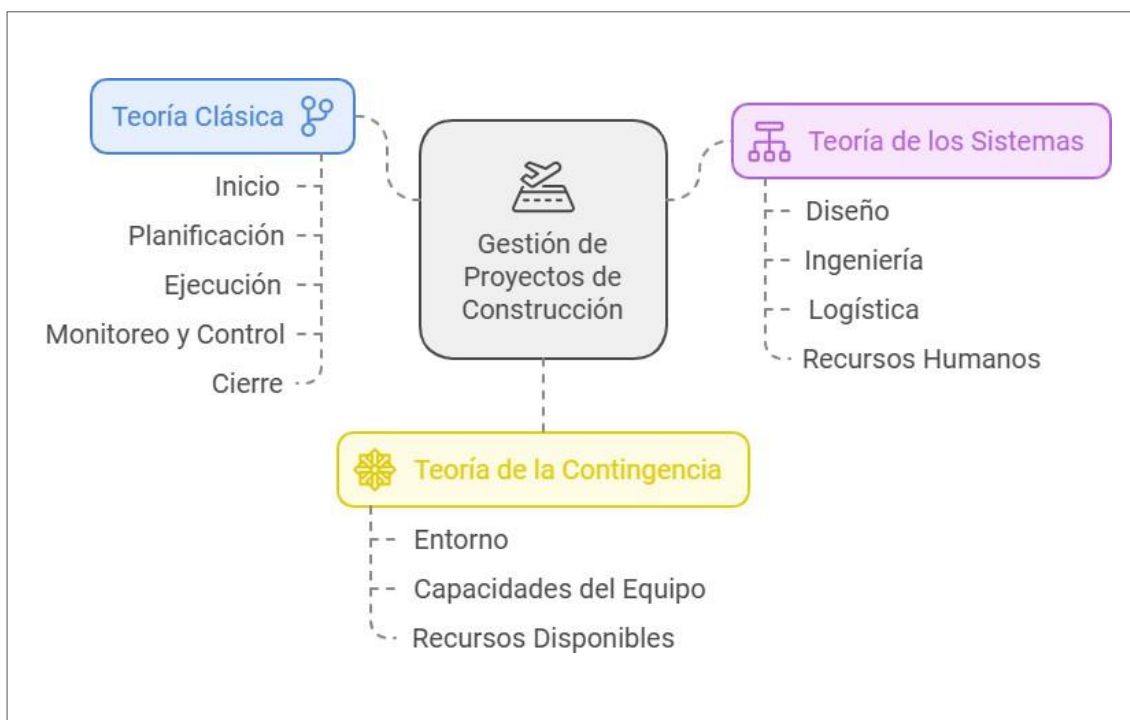 Teoría Clásica
Inicio
Planificación
Ejecución
Monitoreo y Control
Cierre
Gestión de
Proyectos de
Construcción
Teoría de los Sistemas
Diseño
Ingeniería
Logística
Recursos Humanos
Teoría de la Contingencia
Entorno
Capacidades del Equipo
Recursos Disponibles